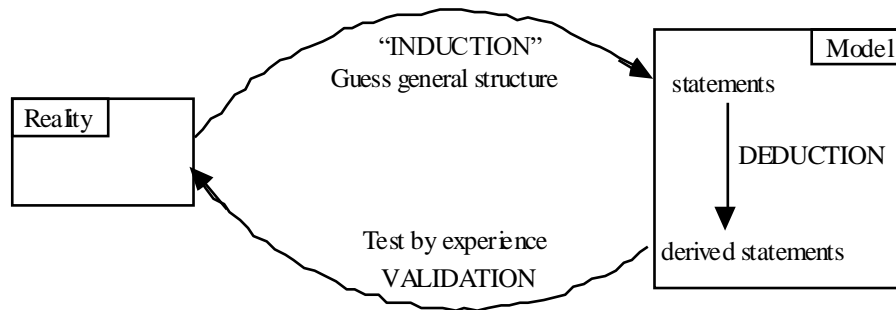 “INDUCTION”
Guess general structure
Model
statements
Reality
DEDUCTION
Test by experience
derived statements
VALIDATION